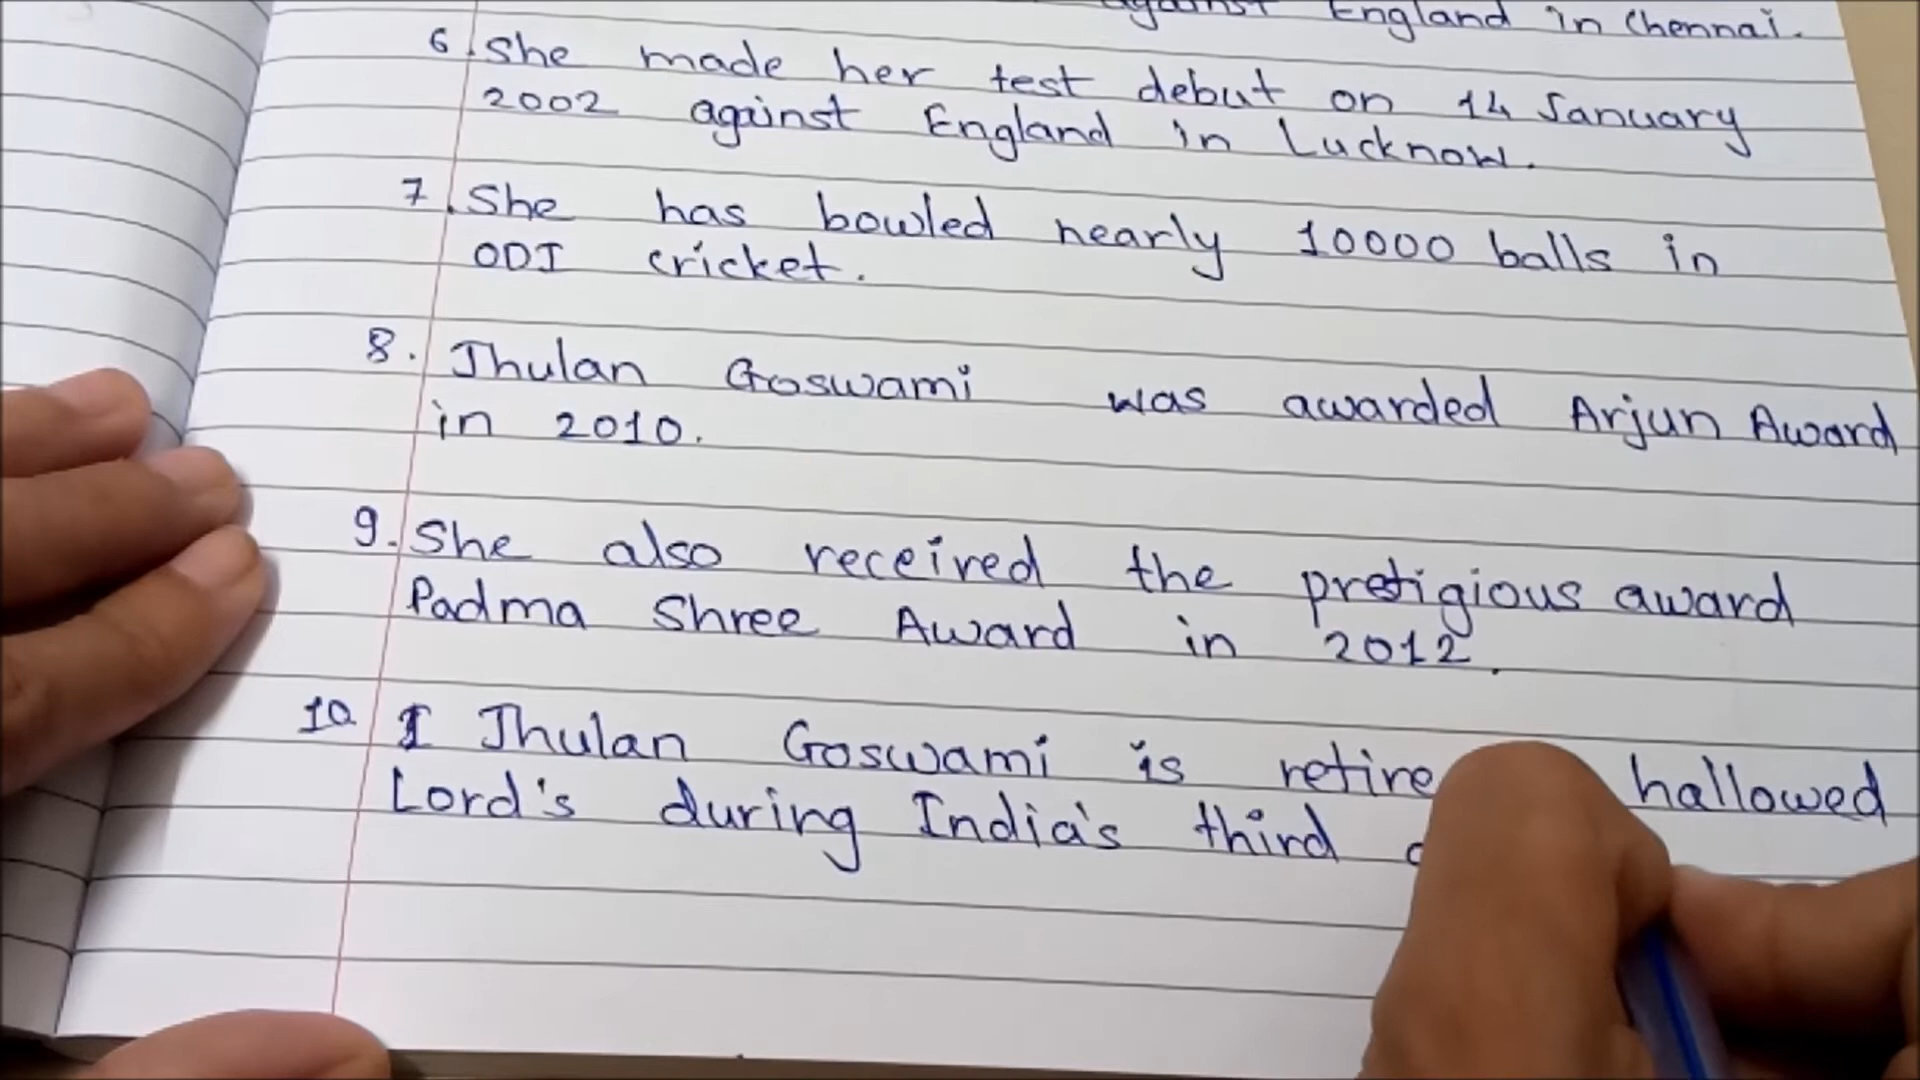 against England in Chennai.
6. She made her test debut on 14 January
2002 against England in Lucknow.
7. She has bowled nearly 10000 balls in
ODI cricket.
8. Jhulan Goswami was awarded Arjun Award
in 2010.
9. She also received the pretigious award
Padma Shree Award in 2012.
10 I Jhulan Goswami is retire hallowed
Lord's during India's third